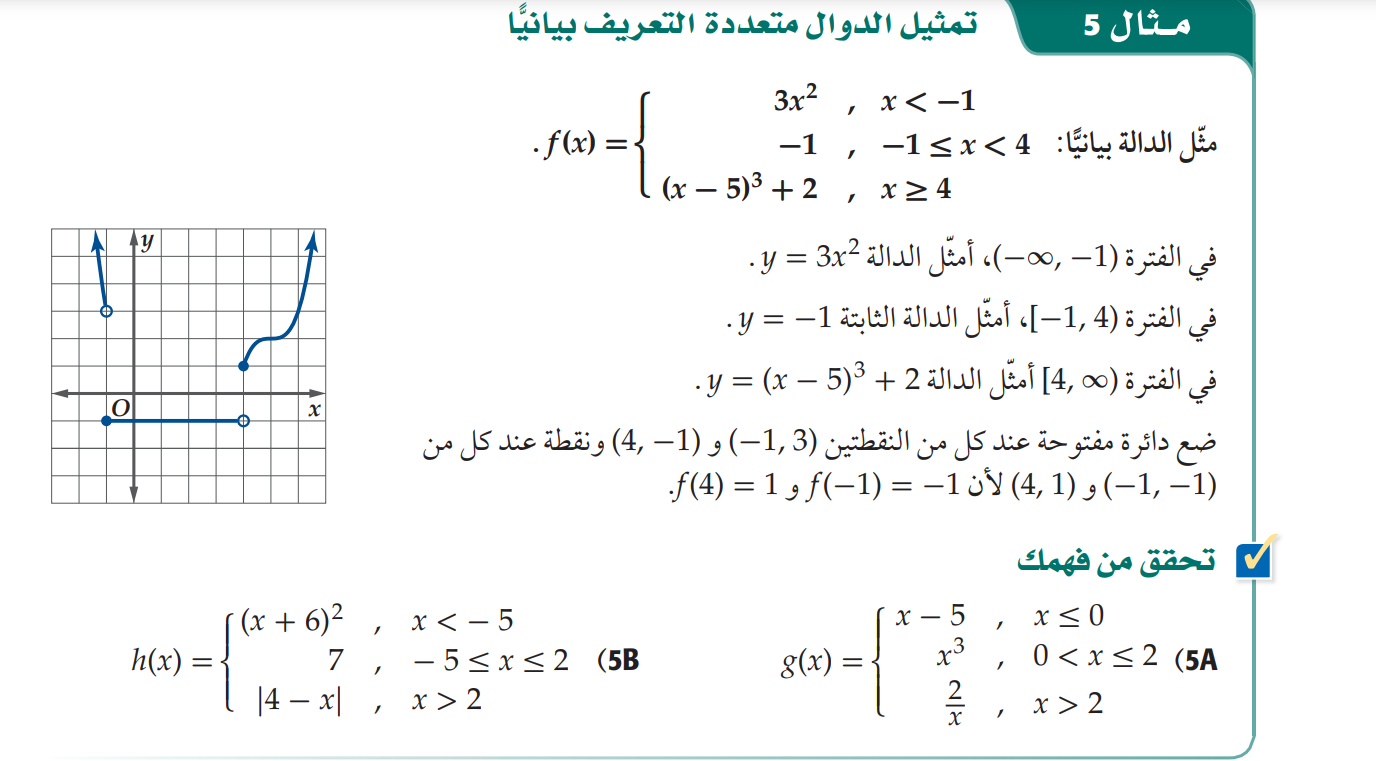 مثال 5
تمثيل الدوال متعددة التعريف بيانيًّا
مثّل الدالة بيانيًّا: f(x) = { 3x² , x < −1
−1 , −1 ≤ x < 4
(x − 5)³ + 2 , x ≥ 4 .
في الفترة (−∞, −1)، أمثّل الدالة y = 3x² .
في الفترة [−1, 4)، أمثّل الدالة الثابتة y = −1 .
في الفترة [4, ∞) أمثّل الدالة y = (x − 5)³ + 2 .
ضع دائرة مفتوحة عند كل من النقطتين (−1, 3) و (4, −1) ونقطة عند كل من
(−1, −1) و (4, 1) لأن f(−1) = −1 و f(4) = 1.
y
O
x
تحقق من فهمك
(5A g(x) = { x − 5 , x ≤ 0
x³ , 0 < x ≤ 2
2/x , x > 2
(5B h(x) = { (x + 6)² , x < − 5
7 , − 5 ≤ x ≤ 2
|4 − x| , x > 2